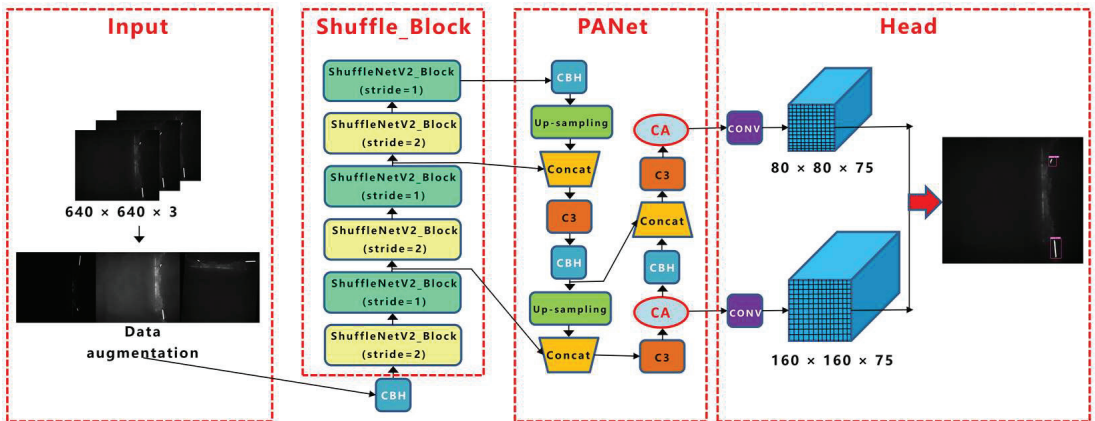 Input
640 × 640 × 3
Data
augmentation
Shuffle_Block
ShuffleNetV2_Block
(stride=1)
ShuffleNetV2_Block
(stride=2)
ShuffleNetV2_Block
(stride=1)
ShuffleNetV2_Block
(stride=2)
ShuffleNetV2_Block
(stride=1)
ShuffleNetV2_Block
(stride=2)
CBH
PANet
CBH
Up-sampling
Concat
C3
CBH
Up-sampling
Concat
CA
C3
Concat
CBH
CA
C3
Head
CONV
80 × 80 × 75
CONV
160 × 160 × 75